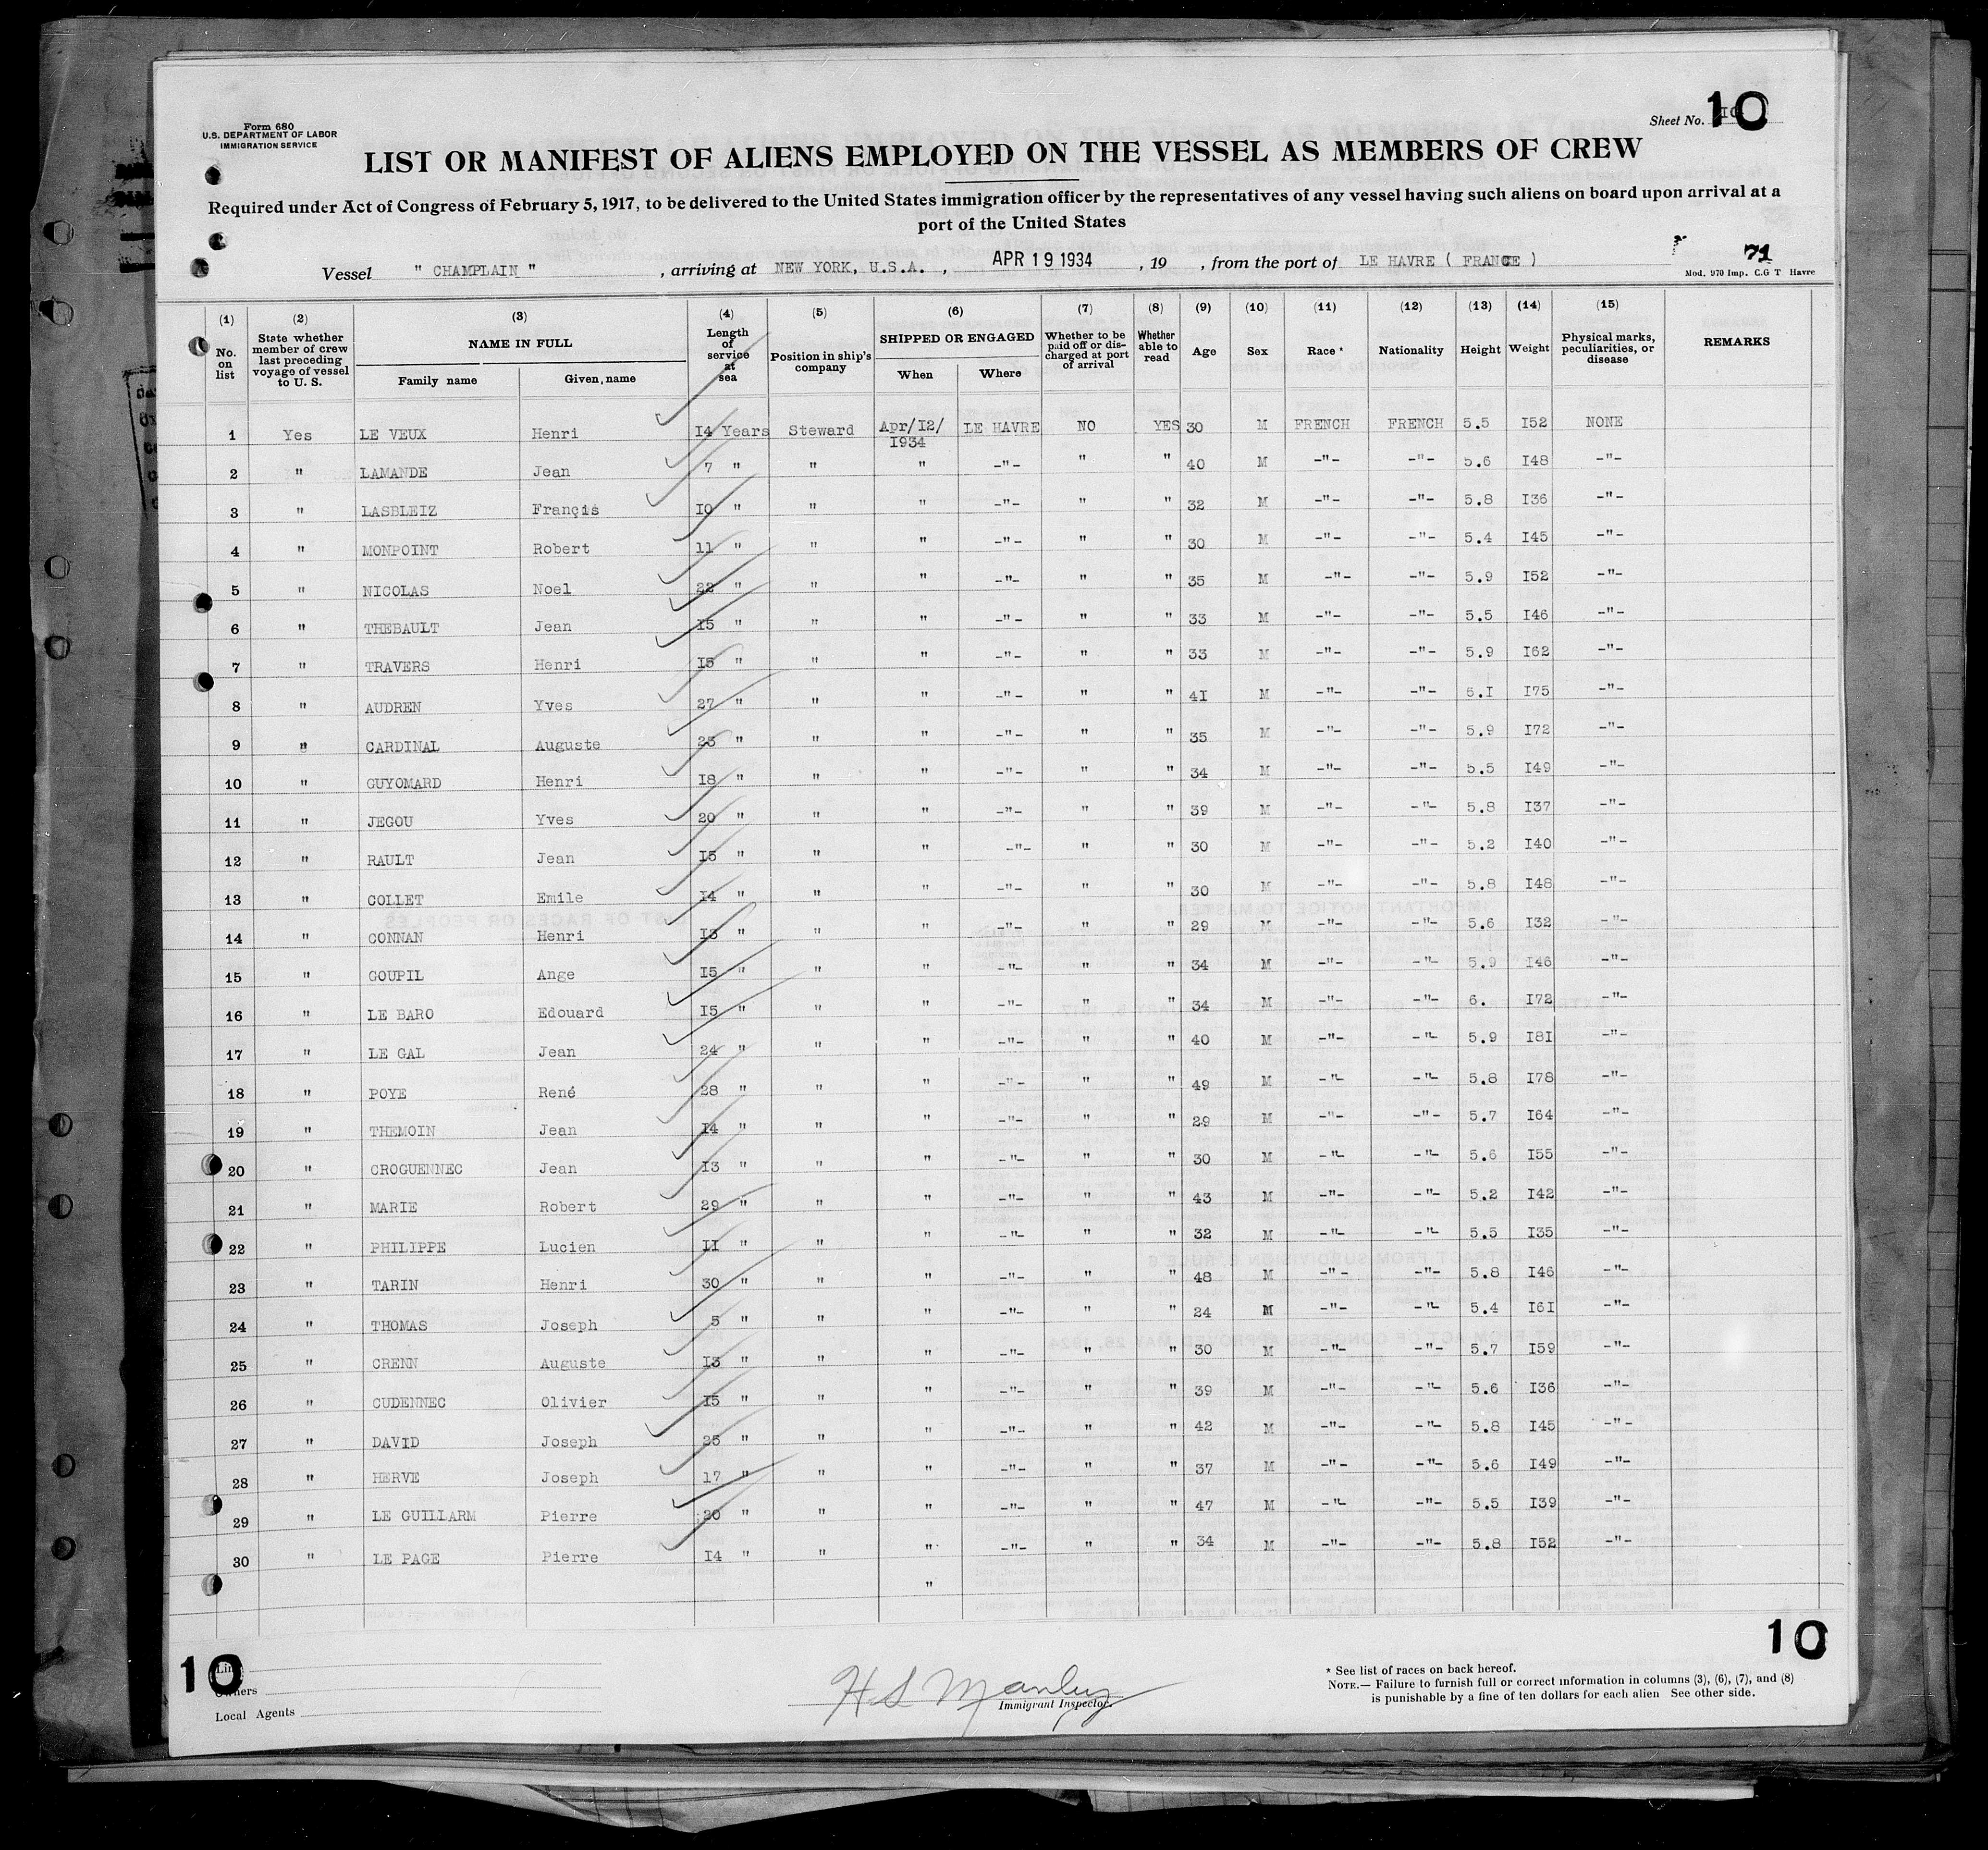 Form 680
U.S. DEPARTMENT OF LABOR
IMMIGRATION SERVICE
Sheet No. 10
LIST OR MANIFEST OF ALIENS EMPLOYED ON THE VESSEL AS MEMBERS OF CREW
Required under Act of Congress of February 5, 1917, to be delivered to the United States immigration officer by the representatives of any vessel having such aliens on board upon arrival at a
port of the United States
Vessel " CHAMPLAIN " , arriving at NEW YORK, U.S.A. , APR 19 1934 , 19 , from the port of LE HAVRE ( FRANCE )
71
Mod. 970 Imp. C.G T Havre
(1) No. on list (2) State whether member of crew last preceding voyage of vessel to U. S. (3) NAME IN FULL Family name Given name (4) Length of service at sea (5) Position in ship's company (6) SHIPPED OR ENGAGED When Where (7) Whether to be paid off or discharged at port of arrival (8) Whether able to read (9) Age (10) Sex (11) Race * (12) Nationality (13) Height (14) Weight (15) Physical marks, peculiarities, or disease REMARKS
1 Yes LE VEUX Henri I4 Years Steward Apr/I2/ I934 LE HAVRE NO YES 30 M FRENCH FRENCH 5.5 I52 NONE
2 " LAMANDE Jean 7 " " " -"- " " 40 M -"- -"- 5.6 I48 -"-
3 " LASBLEIZ François I0 " " " -"- " " 32 M -"- -"- 5.8 I36 -"-
4 " MONPOINT Robert 11 " " " -"- " " 30 M -"- -"- 5.4 I45 -"-
5 " NICOLAS Noel 22 " " " -"- " " 35 M -"- -"- 5.9 I52 -"-
6 " THEBAULT Jean I5 " " " -"- " " 33 M -"- -"- 5.5 I46 -"-
7 " TRAVERS Henri I5 " " " -"- " " 33 M -"- -"- 5.9 I62 -"-
8 " AUDREN Yves 27 " " " -"- " " 4I M -"- -"- 6.I I75 -"-
9 " CARDINAL Auguste 23 " " " -"- " " 35 M -"- -"- 5.9 I72 -"-
10 " GUYOMARD Henri I8 " " " -"- " " 34 M -"- -"- 5.5 I49 -"-
11 " JEGOU Yves 20 " " " -"- " " 39 M -"- -"- 5.8 I37 -"-
12 " RAULT Jean I5 " " " -"- " " 30 M -"- -"- 5.2 I40 -"-
13 " COLLET Emile I4 " " " -"- " " 30 M -"- -"- 5.8 I48 -"-
14 " CONNAN Henri I3 " " " -"- " " 29 M -"- -"- 5.6 I32 -"-
15 " GOUPIL Ange I5 " " " -"- " " 34 M -"- -"- 5.9 I46 -"-
16 " LE BARO Edouard I5 " " " -"- " " 34 M -"- -"- 6. I72 -"-
17 " LE GAL Jean 24 " " " -"- " " 40 M -"- -"- 5.9 I8I -"-
18 " POYE René 28 " " " -"- " " 49 M -"- -"- 5.8 I78 -"-
19 " THEMOIN Jean I4 " " " -"- " " 29 M -"- -"- 5.7 I64 -"-
20 " CROGUENNEC Jean I3 " " " -"- " " 30 M -"- -"- 5.6 I55 -"-
21 " MARIE Robert 29 " " " -"- " " 43 M -"- -"- 5.2 I42 -"-
22 " PHILIPPE Lucien II " " " -"- " " 32 M -"- -"- 5.5 I35 -"-
23 " TARIN Henri 30 " " " -"- " " 48 M -"- -"- 5.8 I46 -"-
24 " THOMAS Joseph 5 " " " -"- " " 24 M -"- -"- 5.4 I6I -"-
25 " CRENN Auguste I3 " " " -"- " " 30 M -"- -"- 5.7 I59 -"-
26 " CUDENNEC Olivier I5 " " " -"- " " 39 M -"- -"- 5.6 I36 -"-
27 " DAVID Joseph 25 " " " -"- " " 42 M -"- -"- 5.8 I45 -"-
28 " HERVE Joseph I7 " " " -"- " " 37 M -"- -"- 5.6 I49 -"-
29 " LE GUILLARM Pierre 20 " " " -"- " " 47 M -"- -"- 5.5 I39 -"-
30 " LE PAGE Pierre I4 " " " -"- " " 34 M -"- -"- 5.8 I52 -"-
"
10
10
Line
Owners
Local Agents
H S Manley
Immigrant Inspector.
* See list of races on back hereof.
NOTE.— Failure to furnish full or correct information in columns (3), (6), (7), and (8)
is punishable by a fine of ten dollars for each alien See other side.